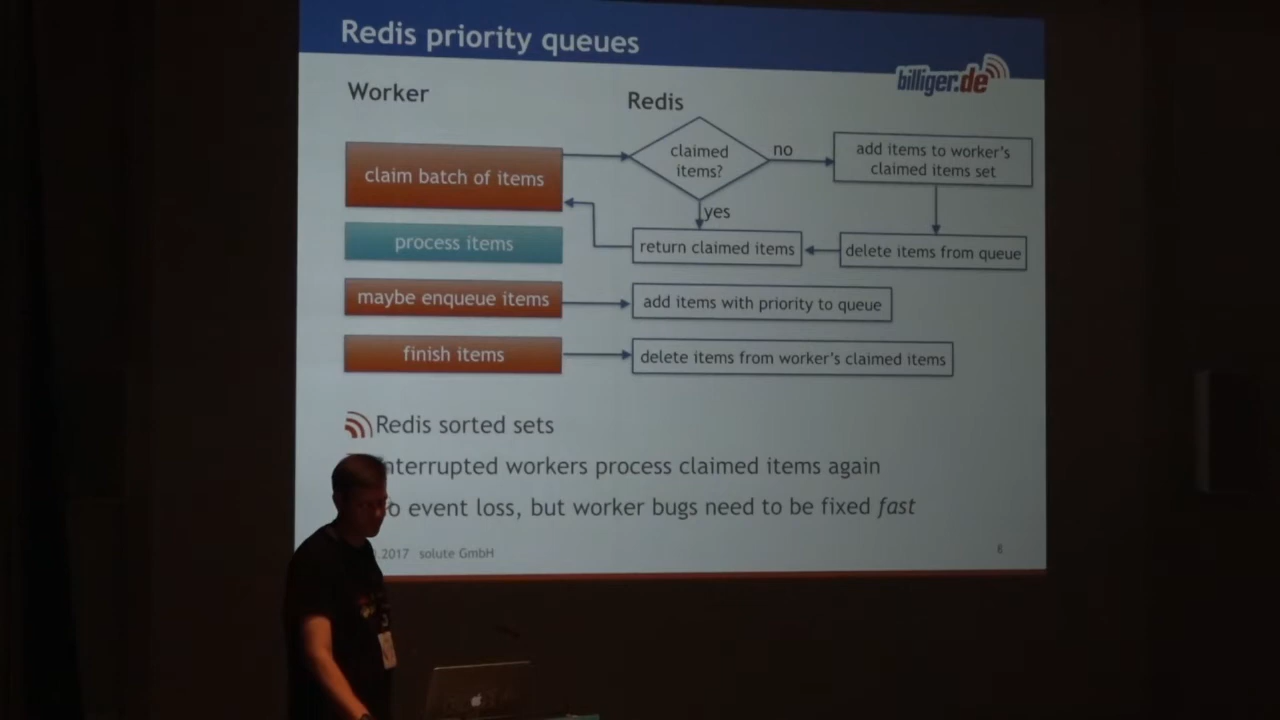 Redis priority queues
billiger.de
Worker
Redis
claim batch of items
claimed
items?
no
add items to worker's
claimed items set
yes
process items
return claimed items
delete items from queue
maybe enqueue items
add items with priority to queue
finish items
delete items from worker's claimed items
Redis sorted sets
nterrupted workers process claimed items again
o event loss, but worker bugs need to be fixed fast
.2017 solute GmbH